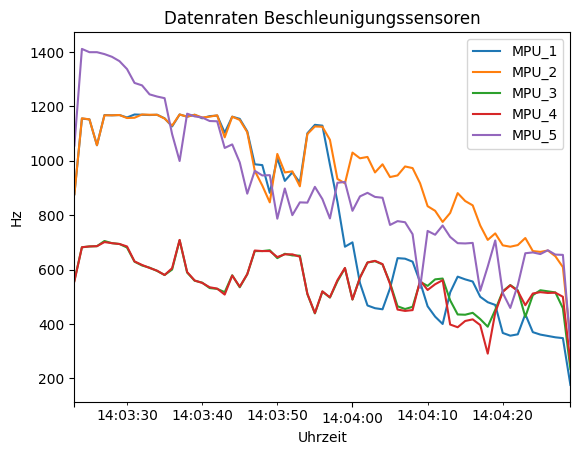 Datenraten Beschleunigungssensoren
1400
1200
1000
800
600
400
200
Hz
MPU_1
MPU_2
MPU_3
MPU_4
MPU_5
14:03:30
14:03:40
14:03:50
14:04:00
14:04:10
14:04:20
Uhrzeit